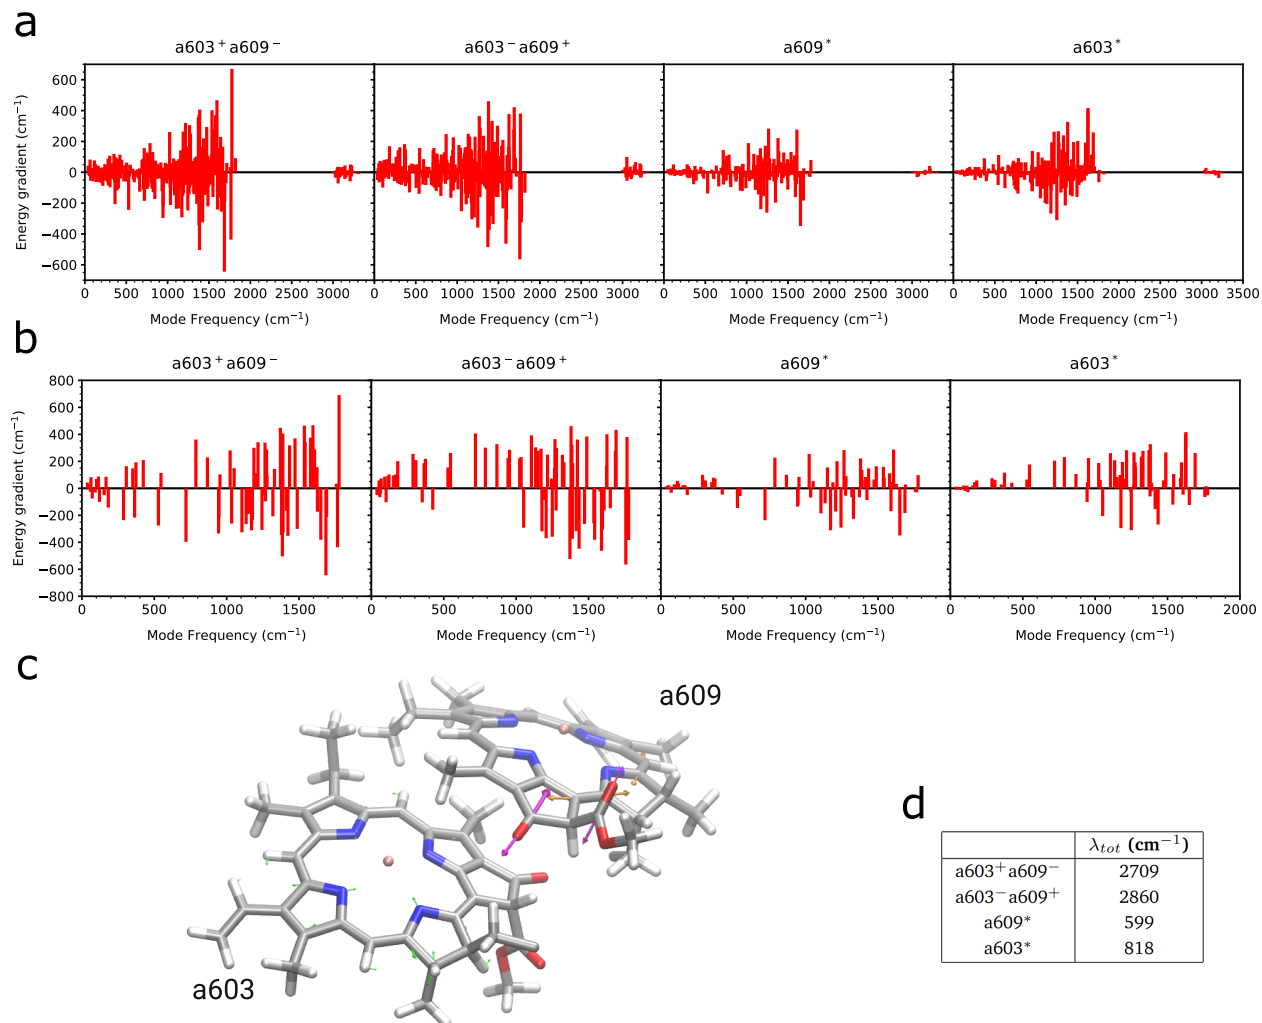 a
a603⁺a609⁻ a603⁻a609⁺ a609* a603*
Energy gradient (cm⁻¹)
600
400
200
0
−200
−400
−600
0 500 1000 1500 2000 2500 3000 0 500 1000 1500 2000 2500 3000 0 500 1000 1500 2000 2500 3000 0 500 1000 1500 2000 2500 3000 3500
Mode Frequency (cm⁻¹) Mode Frequency (cm⁻¹) Mode Frequency (cm⁻¹) Mode Frequency (cm⁻¹)
b
a603⁺a609⁻ a603⁻a609⁺ a609* a603*
Energy gradient (cm⁻¹)
800
600
400
200
0
−200
−400
−600
−800
0 500 1000 1500 0 500 1000 1500 0 500 1000 1500 0 500 1000 1500 2000
Mode Frequency (cm⁻¹) Mode Frequency (cm⁻¹) Mode Frequency (cm⁻¹) Mode Frequency (cm⁻¹)
c
a609
a603
d
λtot (cm⁻¹)
a603⁺a609⁻ 2709
a603⁻a609⁺ 2860
a609* 599
a603* 818